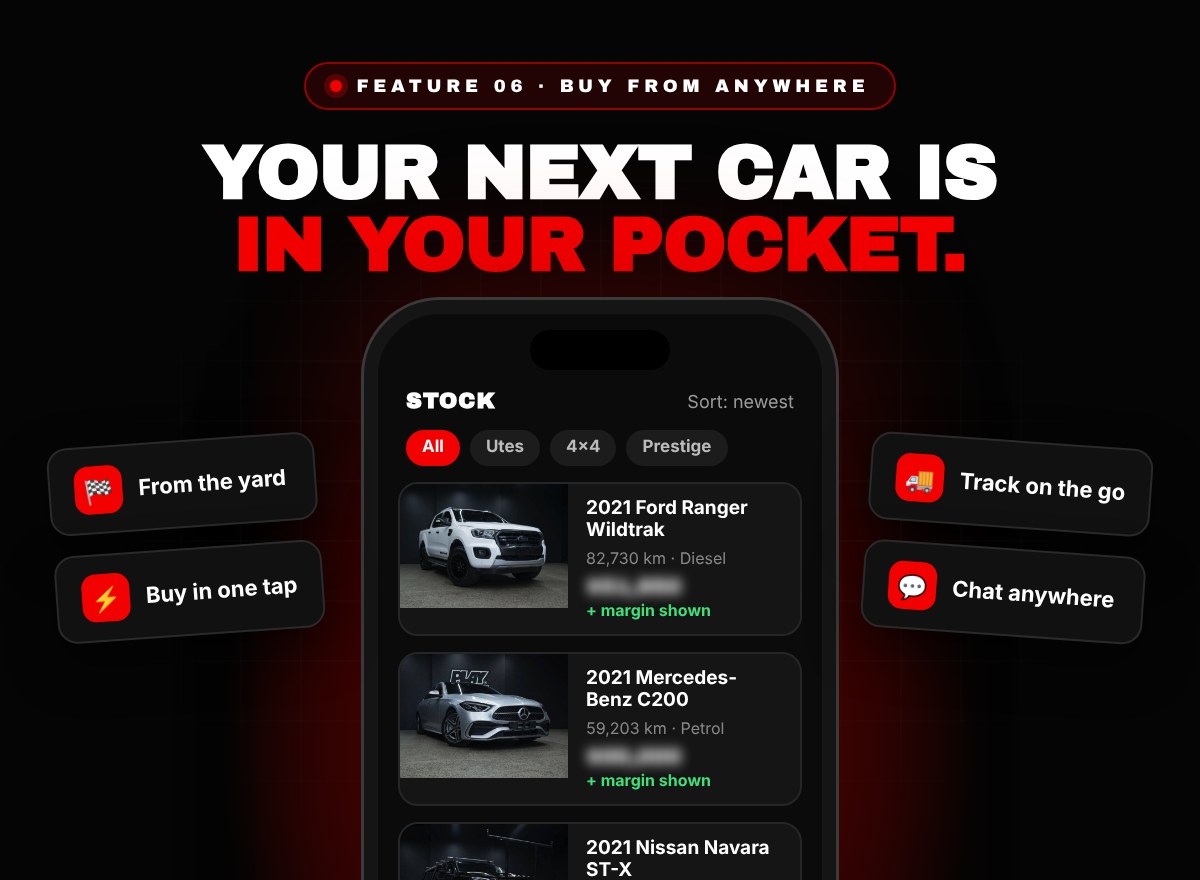 FEATURE 06 · BUY FROM ANYWHERE
YOUR NEXT CAR IS
IN YOUR POCKET.
STOCK
Sort: newest
All
Utes
4×4
Prestige
From the yard
Buy in one tap
Track on the go
Chat anywhere
2021 Ford Ranger
Wildtrak
82,730 km · Diesel
+ margin shown
PLAY
2021 Mercedes-
Benz C200
59,203 km · Petrol
+ margin shown
2021 Nissan Navara
ST-X